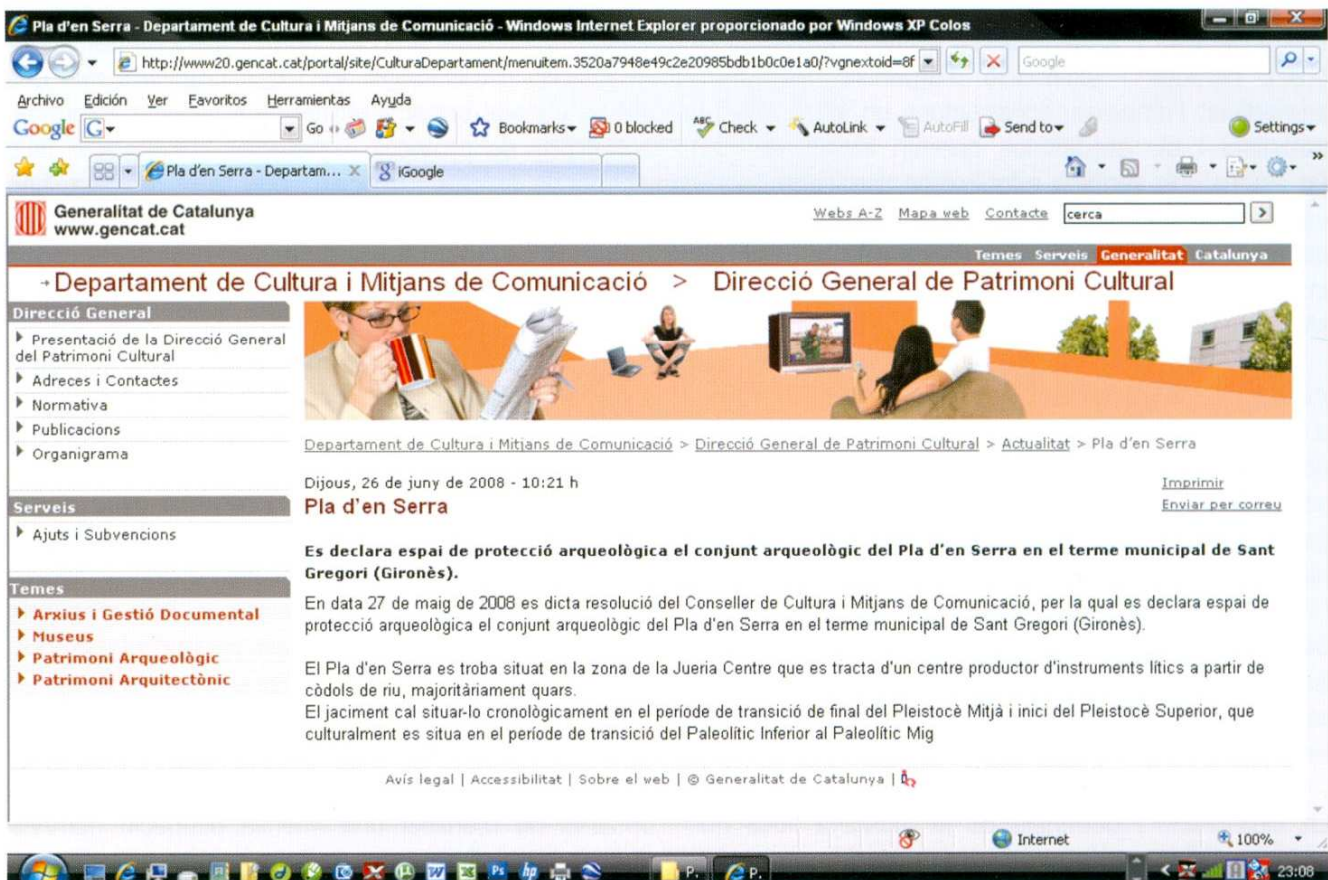 Pla d'en Serra - Departament de Cultura i Mitjans de Comunicació - Windows Internet Explorer proporcionado por Windows XP Colos
http://www20.gencat.cat/portal/site/CulturaDepartament/menuitem.3520a7948e49c2e20985bdb1b0c0e1a0/?vgnextoid=8f
Google
Archivo Edición Ver Favoritos Herramientas Ayuda
Google G Go Bookmarks 0 blocked ABC Check AutoLink AutoFill Send to Settings
Pla d'en Serra - Departam... X iGoogle
Generalitat de Catalunya
www.gencat.cat
Webs A-Z Mapa web Contacte cerca
Temes Serveis Generalitat Catalunya
Departament de Cultura i Mitjans de Comunicació > Direcció General de Patrimoni Cultural
Direcció General
Presentació de la Direcció General
del Patrimoni Cultural
Adreces i Contactes
Normativa
Publicacions
Organigrama
Serveis
Ajuts i Subvencions
Temes
Arxius i Gestió Documental
Museus
Patrimoni Arqueològic
Patrimoni Arquitectònic
Departament de Cultura i Mitjans de Comunicació > Direcció General de Patrimoni Cultural > Actualitat > Pla d'en Serra
Dijous, 26 de juny de 2008 - 10:21 h
Imprimir
Pla d'en Serra
Enviar per correu
Es declara espai de protecció arqueològica el conjunt arqueològic del Pla d'en Serra en el terme municipal de Sant
Gregori (Gironès).
En data 27 de maig de 2008 es dicta resolució del Conseller de Cultura i Mitjans de Comunicació, per la qual es declara espai de
protecció arqueològica el conjunt arqueològic del Pla d'en Serra en el terme municipal de Sant Gregori (Gironès).
El Pla d'en Serra es troba situat en la zona de la Jueria Centre que es tracta d'un centre productor d'instruments lítics a partir de
còdols de riu, majoritàriament quars.
El jaciment cal situar-lo cronològicament en el període de transició de final del Pleistocè Mitjà i inici del Pleistocè Superior, que
culturalment es situa en el període de transició del Paleolític Inferior al Paleolític Mig
Avís legal | Accessibilitat | Sobre el web | © Generalitat de Catalunya |
Internet 100%
P. P. 23:08